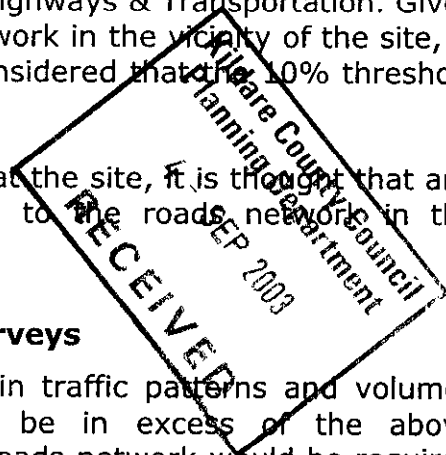 ighways & Transportation. Give
work in the vicinity of the site,
nsidered that the 10% thresho
at the site, it is thought that an
to the roads network in th
rveys
in traffic patterns and volume
be in excess of the abov
oads network would be requir
Kildare County Council
Planning Department
SEP 2003
RECEIVED